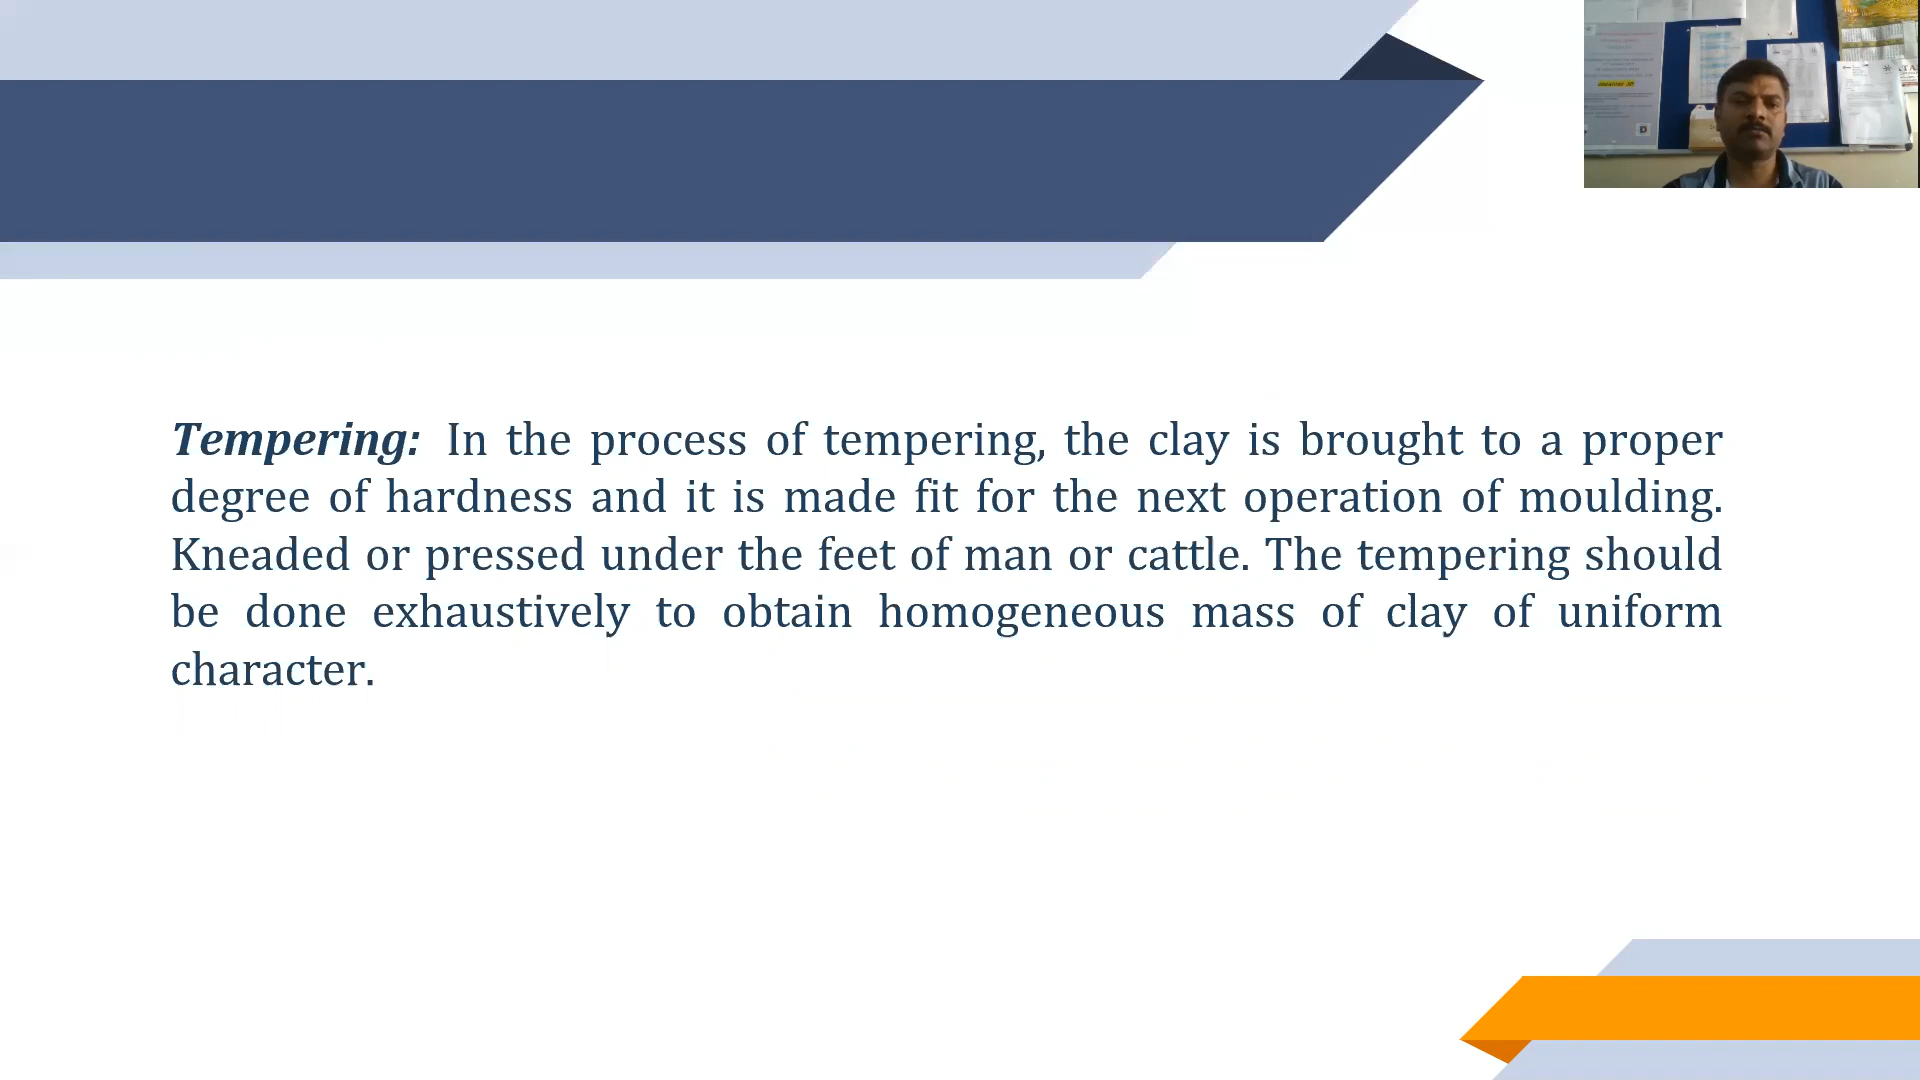 Tempering: In the process of tempering, the clay is brought to a proper
degree of hardness and it is made fit for the next operation of moulding.
Kneaded or pressed under the feet of man or cattle. The tempering should
be done exhaustively to obtain homogeneous mass of clay of uniform
character.